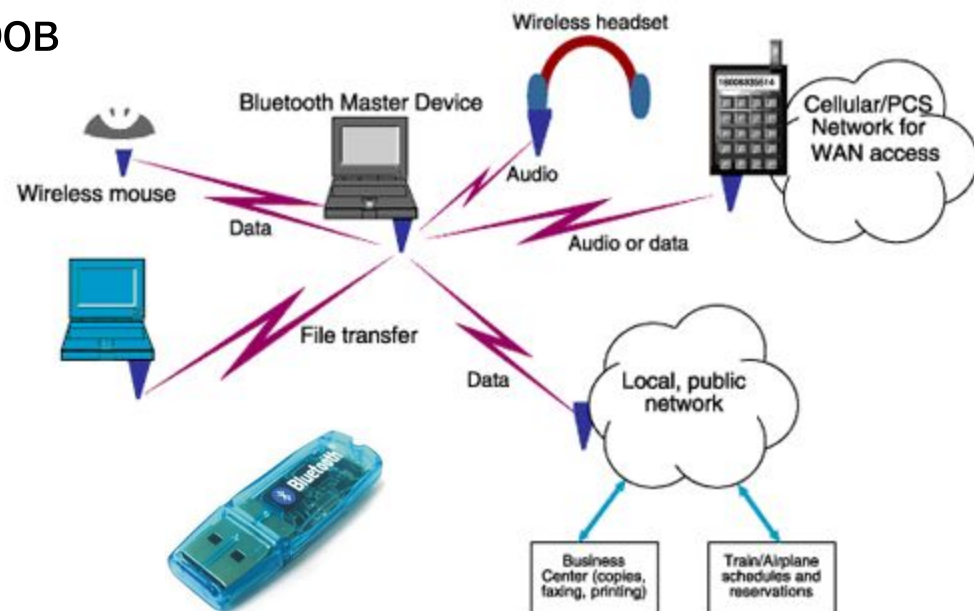 OB
Wireless headset
Bluetooth Master Device
16006335514
Cellular/PCS
Network for
WAN access
Wireless mouse
Audio
Data
Audio or data
File transfer
Data
Local, public
network
Bluetooth
Business
Center (copies,
faxing, printing)
Train/Airplane
schedules and
reservations